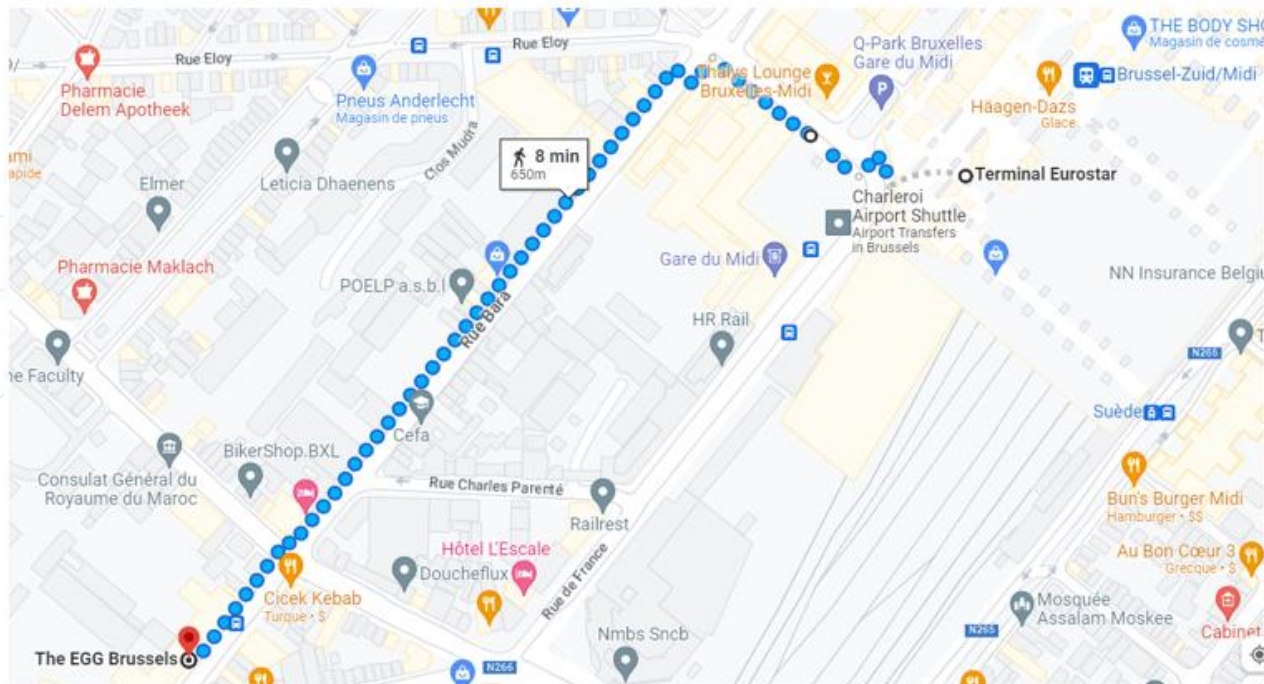 Rue Eloy
Rue Eloy
Pharmacie
Delem Apotheek
Pneus Anderlecht
Magasin de pneus
Thalys Lounge
Bruxelles-Midi
Q-Park Bruxelles
Gare du Midi
THE BODY SHO
Magasin de cosmé
Brussel-Zuid/Midi
Häagen-Dazs
Glace
Clos Mudra
8 min
650m
Elmer
Leticia Dhaenens
Terminal Eurostar
Charleroi
Airport Shuttle
Airport Transfers
in Brussels
ami
apide
Pharmacie Maklach
POELP a.s.b.l
Rue Bara
Gare du Midi
NN Insurance Belgiu
HR Rail
N266
T
ne Faculty
Suède
Cefa
BikerShop.BXL
Consulat Général du
Royaume du Maroc
Rue Charles Parenté
Railrest
Bun's Burger Midi
Hamburger • $$
Hôtel L'Escale
Doucheflux
Rue de France
Au Bon Cœur 3
Grecque • $
Cicek Kebab
Turque • $
Mosquée
Assalam Moskee
Cabinet
Nmbs Sncb
N265
The EGG Brussels
N266